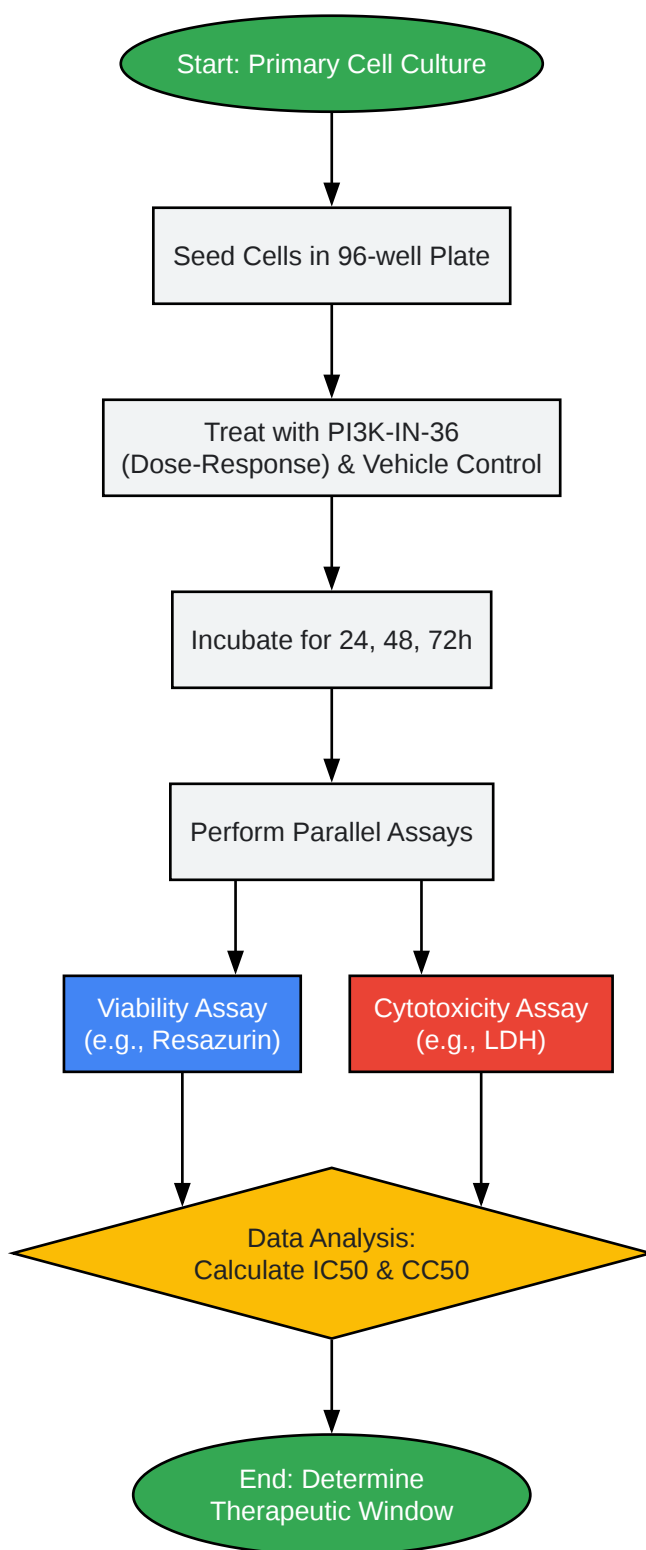 Start: Primary Cell Culture
Seed Cells in 96-well Plate
Treat with PI3K-IN-36
(Dose-Response) & Vehicle Control
Incubate for 24, 48, 72h
Perform Parallel Assays
Viability Assay
(e.g., Resazurin)
Cytotoxicity Assay
(e.g., LDH)
Data Analysis:
Calculate IC50 & CC50
End: Determine
Therapeutic Window